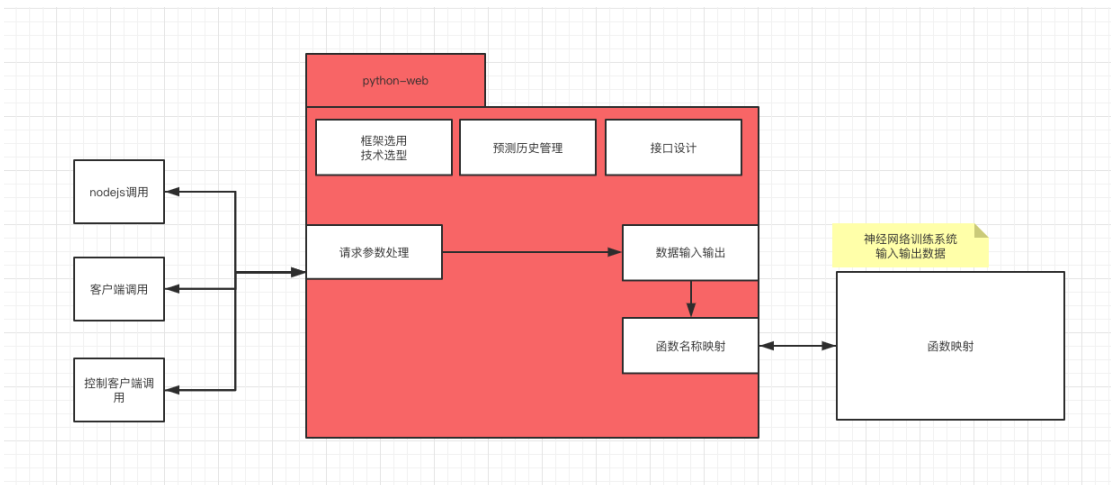 python-web
框架选用
技术选型
预测历史管理
接口设计
nodejs调用
客户端调用
控制客户端调
用
请求参数处理
数据输入输出
函数名称映射
神经网络训练系统
输入输出数据
函数映射